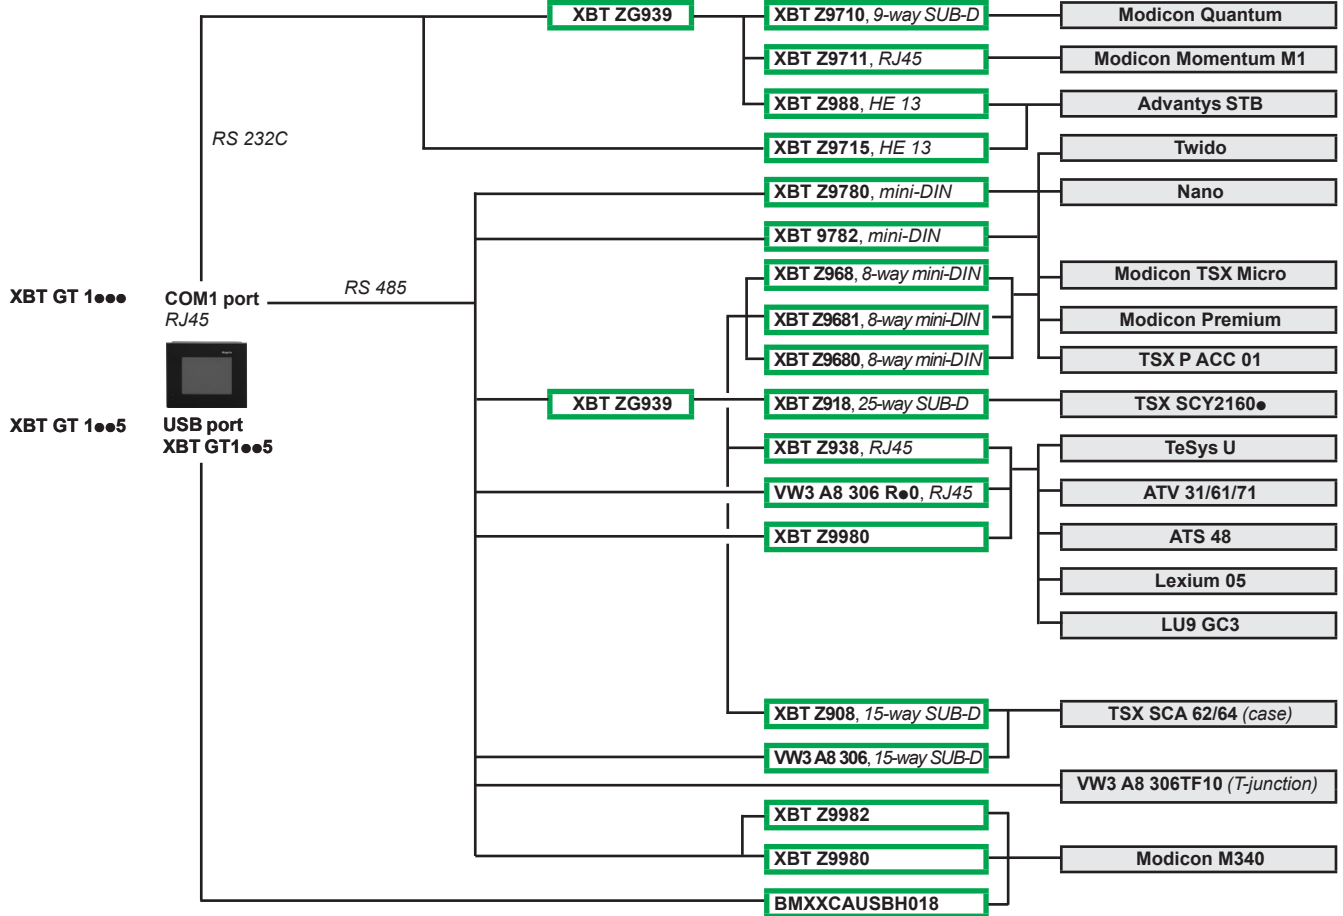 XBT ZG939
XBT Z9710, 9-way SUB-D
Modicon Quantum
XBT Z9711, RJ45
Modicon Momentum M1
XBT Z988, HE 13
Advantys STB
RS 232C
XBT Z9715, HE 13
Twido
XBT Z9780, mini-DIN
Nano
XBT 9782, mini-DIN
XBT Z968, 8-way mini-DIN
Modicon TSX Micro
XBT GT 1●●●
COM1 port
RJ45
RS 485
XBT Z9681, 8-way mini-DIN
Modicon Premium
XBT Z9680, 8-way mini-DIN
TSX P ACC 01
XBT ZG939
XBT Z918, 25-way SUB-D
TSX SCY2160●
XBT GT 1●●5
USB port
XBT GT1●●5
XBT Z938, RJ45
TeSys U
VW3 A8 306 R●0, RJ45
ATV 31/61/71
XBT Z9980
ATS 48
Lexium 05
LU9 GC3
XBT Z908, 15-way SUB-D
TSX SCA 62/64 (case)
VW3 A8 306, 15-way SUB-D
VW3 A8 306TF10 (T-junction)
XBT Z9982
XBT Z9980
Modicon M340
BMXXCAUSBH018